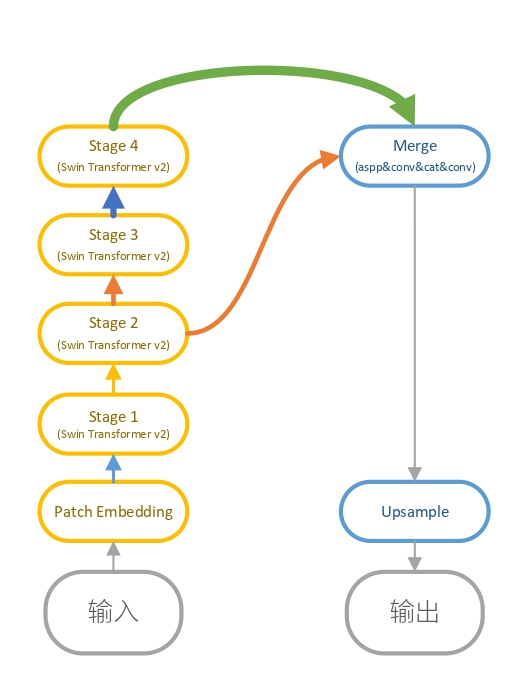 Stage 4
(Swin Transformer v2)
Stage 3
(Swin Transformer v2)
Stage 2
(Swin Transformer v2)
Stage 1
(Swin Transformer v2)
Patch Embedding
输入
Merge
(aspp&conv&cat&conv)
Upsample
输出